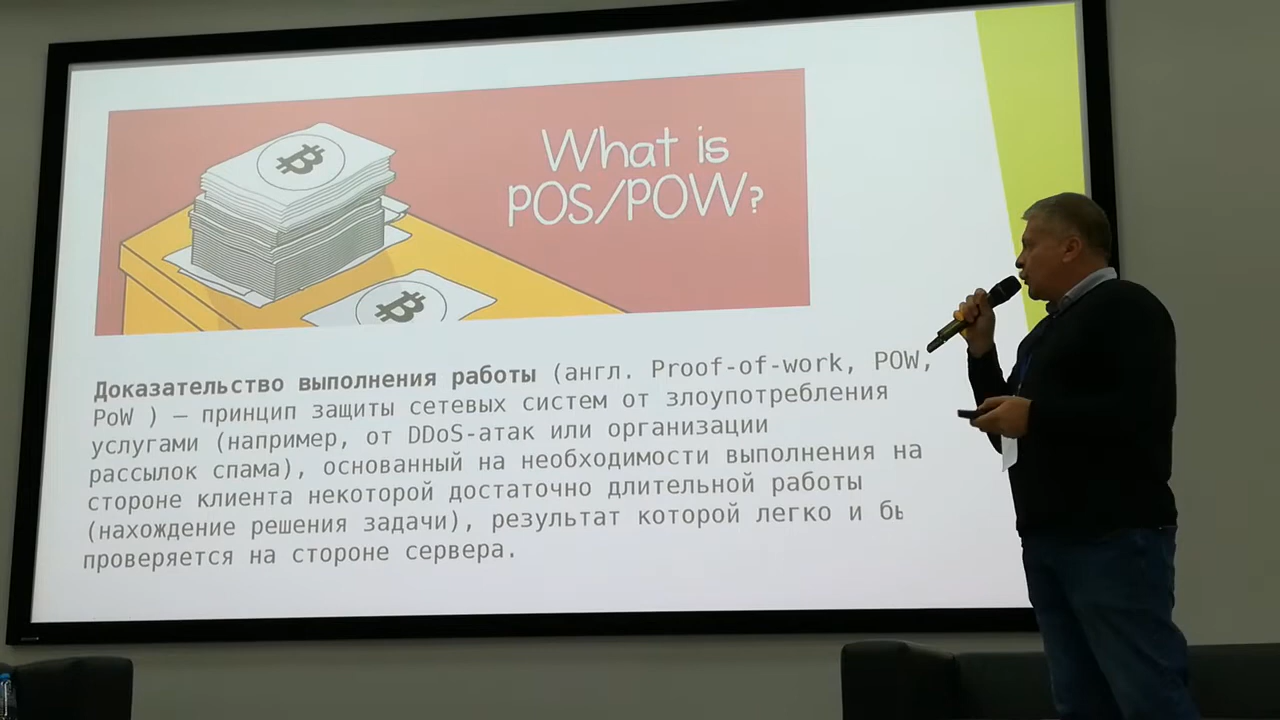 What is
POS/POW?
Доказательство выполнения работы (англ. Proof-of-work, POW,
PoW ) — принцип защиты сетевых систем от злоупотребления
услугами (например, от DDoS-атак или организации
рассылок спама), основанный на необходимости выполнения на
стороне клиента некоторой достаточно длительной работы
(нахождение решения задачи), результат которой легко и
проверяется на стороне сервера.